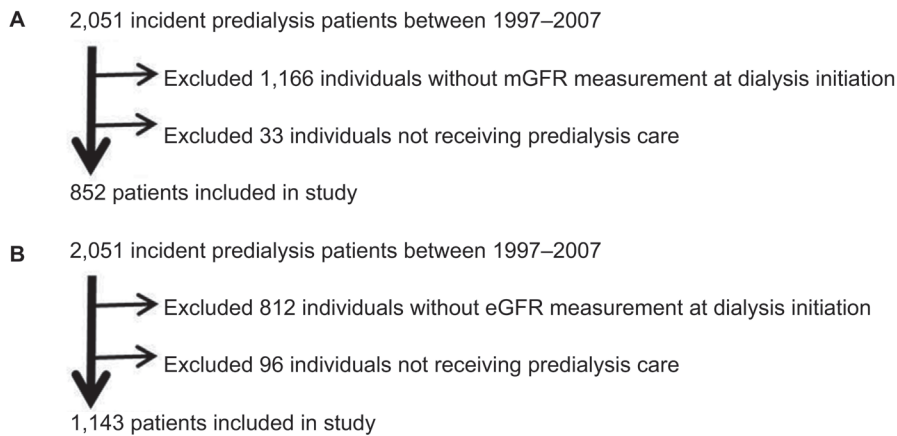 A
2,051 incident predialysis patients between 1997–2007
Excluded 1,166 individuals without mGFR measurement at dialysis initiation
Excluded 33 individuals not receiving predialysis care
852 patients included in study
B
2,051 incident predialysis patients between 1997–2007
Excluded 812 individuals without eGFR measurement at dialysis initiation
Excluded 96 individuals not receiving predialysis care
1,143 patients included in study